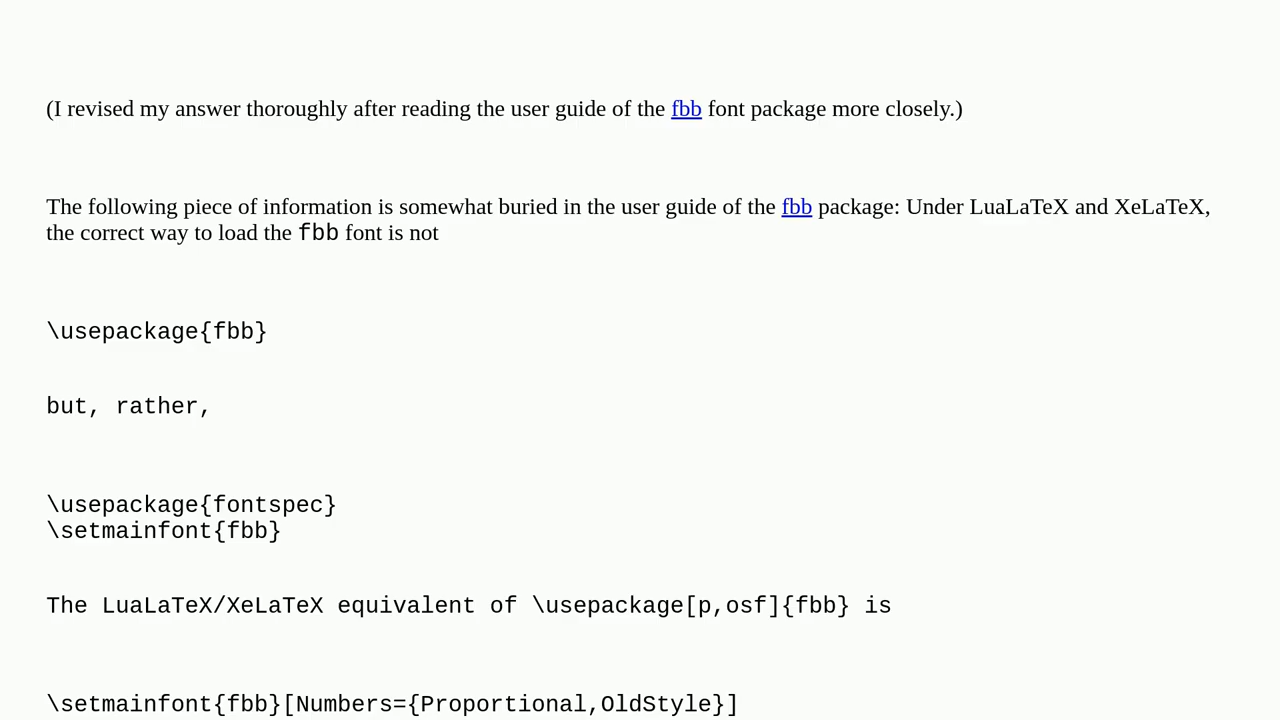 (I revised my answer thoroughly after reading the user guide of the fbb font package more closely.)
The following piece of information is somewhat buried in the user guide of the fbb package: Under LuaLaTeX and XeLaTeX,
the correct way to load the fbb font is not
\usepackage{fbb}
but, rather,
\usepackage{fontspec}
\setmainfont{fbb}
The LuaLaTeX/XeLaTeX equivalent of \usepackage[p,osf]{fbb} is
\setmainfont{fbb}[Numbers={Proportional,OldStyle}]